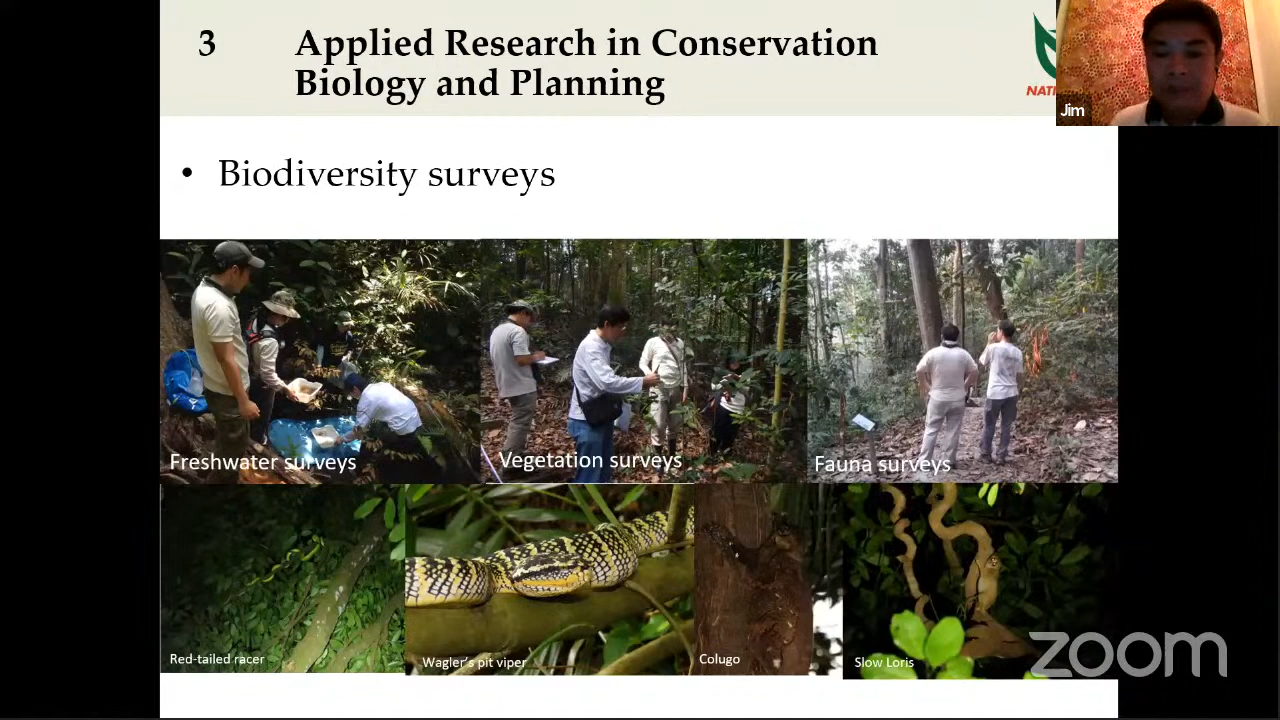 3 Applied Research in Conservation
Biology and Planning
Jim
• Biodiversity surveys
Freshwater surveys
Vegetation surveys
Fauna surveys
Red-tailed racer
Wagler's pit viper
Colugo
Slow Loris
zoom